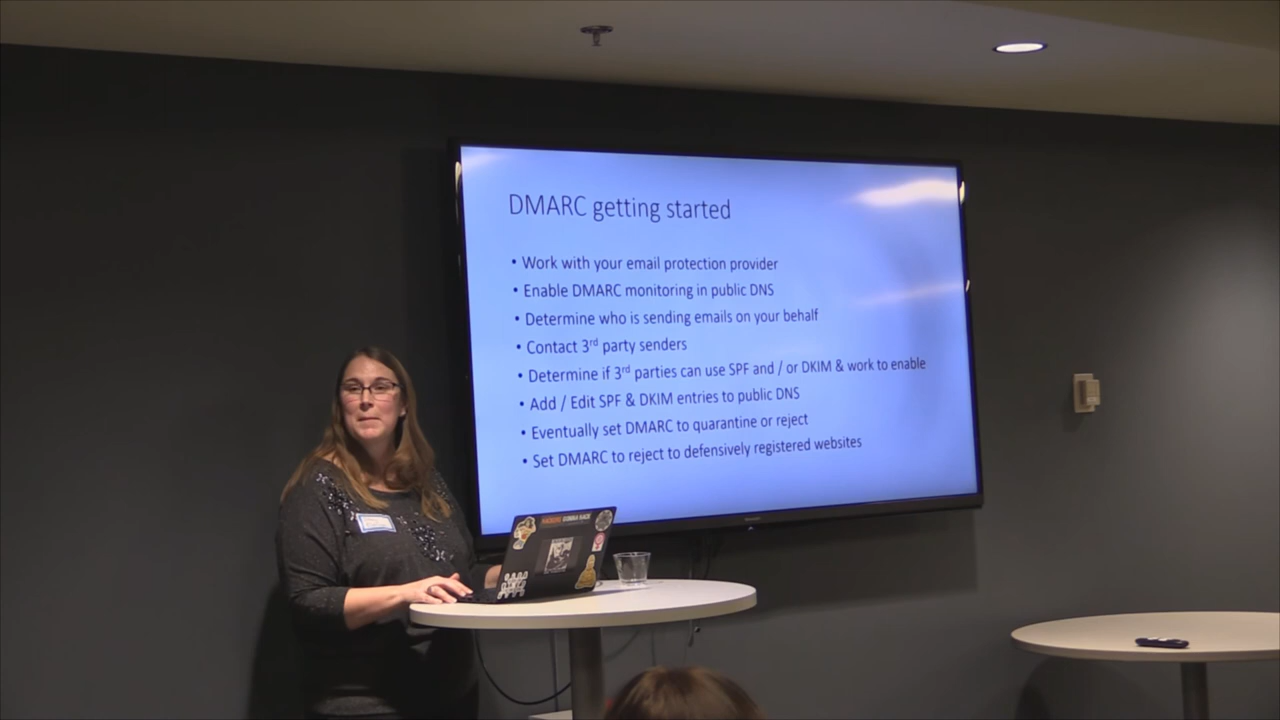 DMARC getting started
• Work with your email protection provider
• Enable DMARC monitoring in public DNS
• Determine who is sending emails on your behalf
• Contact 3rd party senders
• Determine if 3rd parties can use SPF and / or DKIM & work to enable
• Add / Edit SPF & DKIM entries to public DNS
• Eventually set DMARC to quarantine or reject
• Set DMARC to reject to defensively registered websites